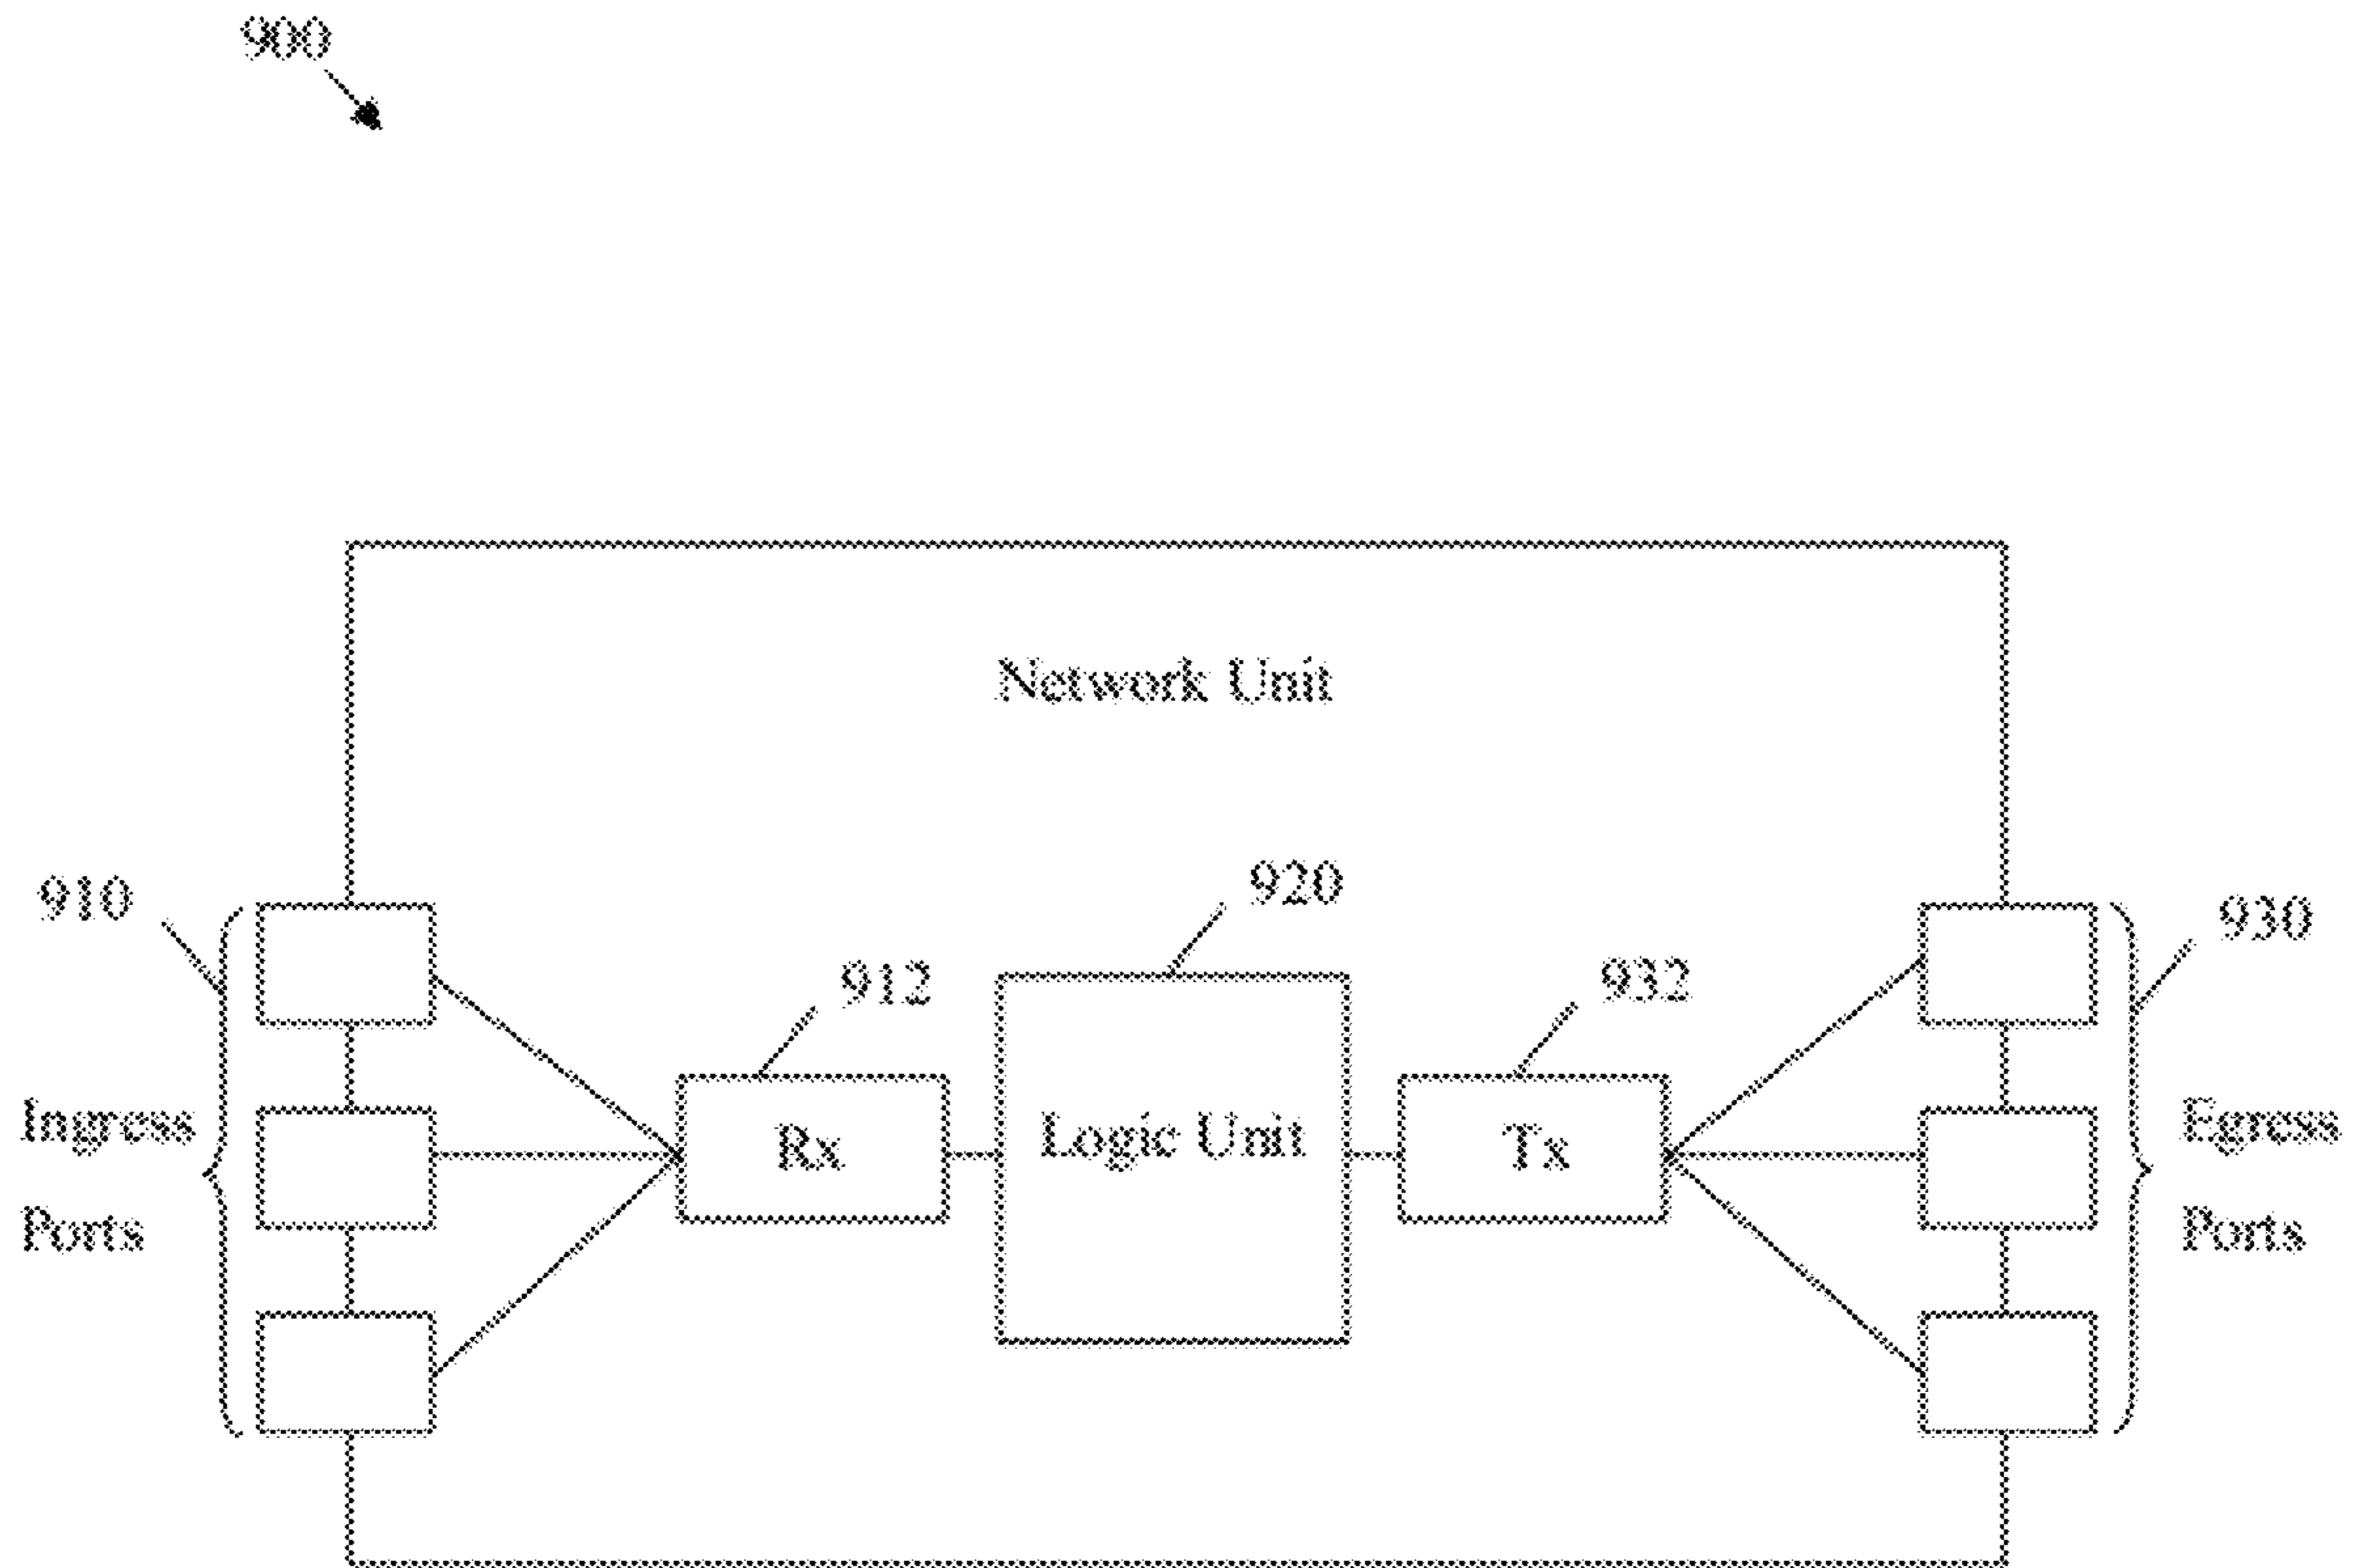 900
Network Unit
910
920
930
912
932
Ingress
Ports
Rx
Logic Unit
Tx
Egress
Ports